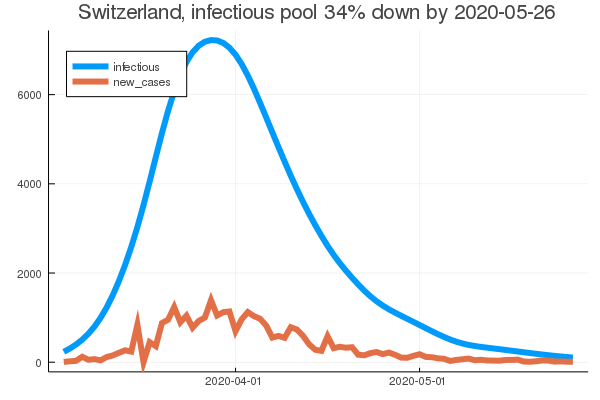 Switzerland, infectious pool 34% down by 2020-05-26
infectious
new_cases
6000
4000
2000
0
2020-04-01
2020-05-01